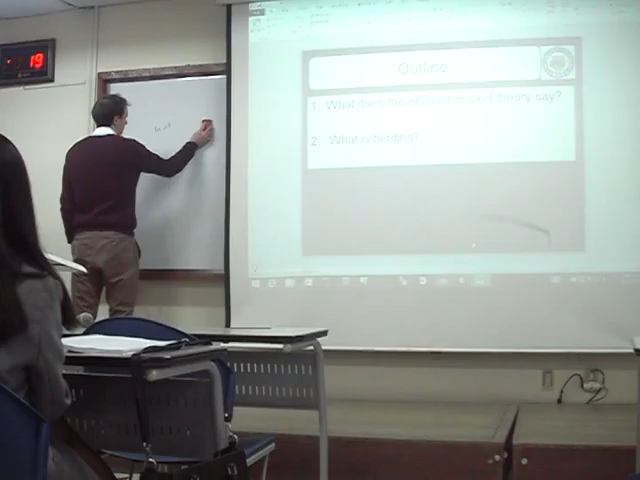 19
Outline
1. What does the efficient market theory say?
2. What is herding?